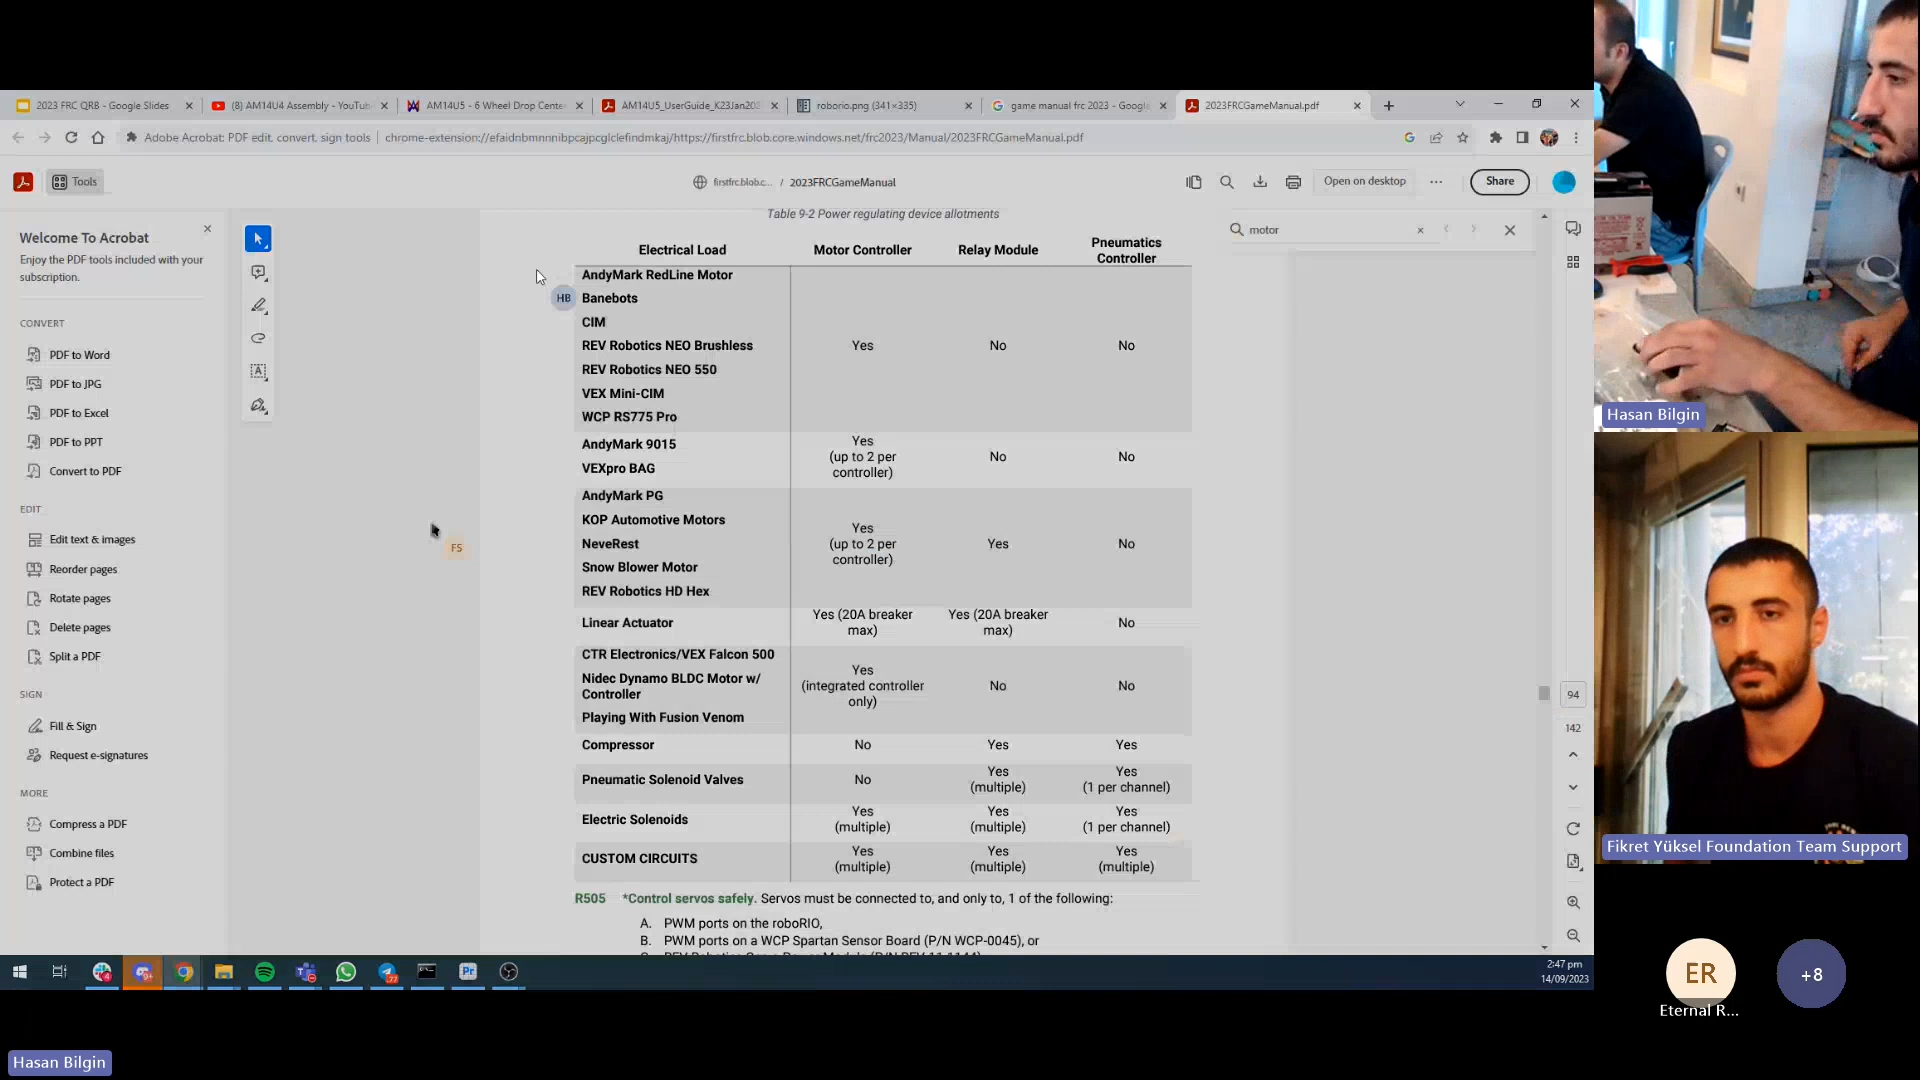 2023 FRC QRB - Google Slides
(8) AM14U4 Assembly - YouTub
AM14U5 - 6 Wheel Drop Cente
AM14U5_UserGuide_K23Jan202
roborio.png (341×335)
game manual frc 2023 - Google
2023FRCGameManual.pdf
Adobe Acrobat: PDF edit, convert, sign tools | chrome-extension://efaidnbmnnnibpcajpcglclefindmkaj/https://firstfrc.blob.core.windows.net/frc2023/Manual/2023FRCGameManual.pdf
Tools
firstfrc.blob.c... / 2023FRCGameManual
Open on desktop
Share
Welcome To Acrobat
Enjoy the PDF tools included with your
subscription.
CONVERT
PDF to Word
PDF to JPG
PDF to Excel
PDF to PPT
Convert to PDF
EDIT
Edit text & images
Reorder pages
Rotate pages
Delete pages
Split a PDF
SIGN
Fill & Sign
Request e-signatures
MORE
Compress a PDF
Combine files
Protect a PDF
Table 9-2 Power regulating device allotments
Electrical Load Motor Controller Relay Module Pneumatics Controller
AndyMark RedLine Motor
HB
Banebots
CIM
REV Robotics NEO Brushless Yes No No
REV Robotics NEO 550
VEX Mini-CIM
WCP RS775 Pro
AndyMark 9015
VEXpro BAG
Yes
(up to 2 per
controller)
No No
AndyMark PG
KOP Automotive Motors
NeveRest
Snow Blower Motor
REV Robotics HD Hex
Yes
(up to 2 per
controller)
Yes No
FS
Linear Actuator
Yes (20A breaker
max)
Yes (20A breaker
max)
No
CTR Electronics/VEX Falcon 500
Nidec Dynamo BLDC Motor w/
Controller
Playing With Fusion Venom
Yes
(integrated controller
only)
No No
Compressor No Yes Yes
Pneumatic Solenoid Valves No
Yes
(multiple)
Yes
(1 per channel)
Electric Solenoids
Yes
(multiple)
Yes
(multiple)
Yes
(1 per channel)
CUSTOM CIRCUITS
Yes
(multiple)
Yes
(multiple)
Yes
(multiple)
R505 *Control servos safely. Servos must be connected to, and only to, 1 of the following:
A. PWM ports on the roboRIO,
B. PWM ports on a WCP Spartan Sensor Board (P/N WCP-0045), or
motor
94
142
2:47 pm
14/09/2023
Hasan Bilgin
Fikret Yüksel Foundation Team Support
ER
Eternal R...
+8
Hasan Bilgin